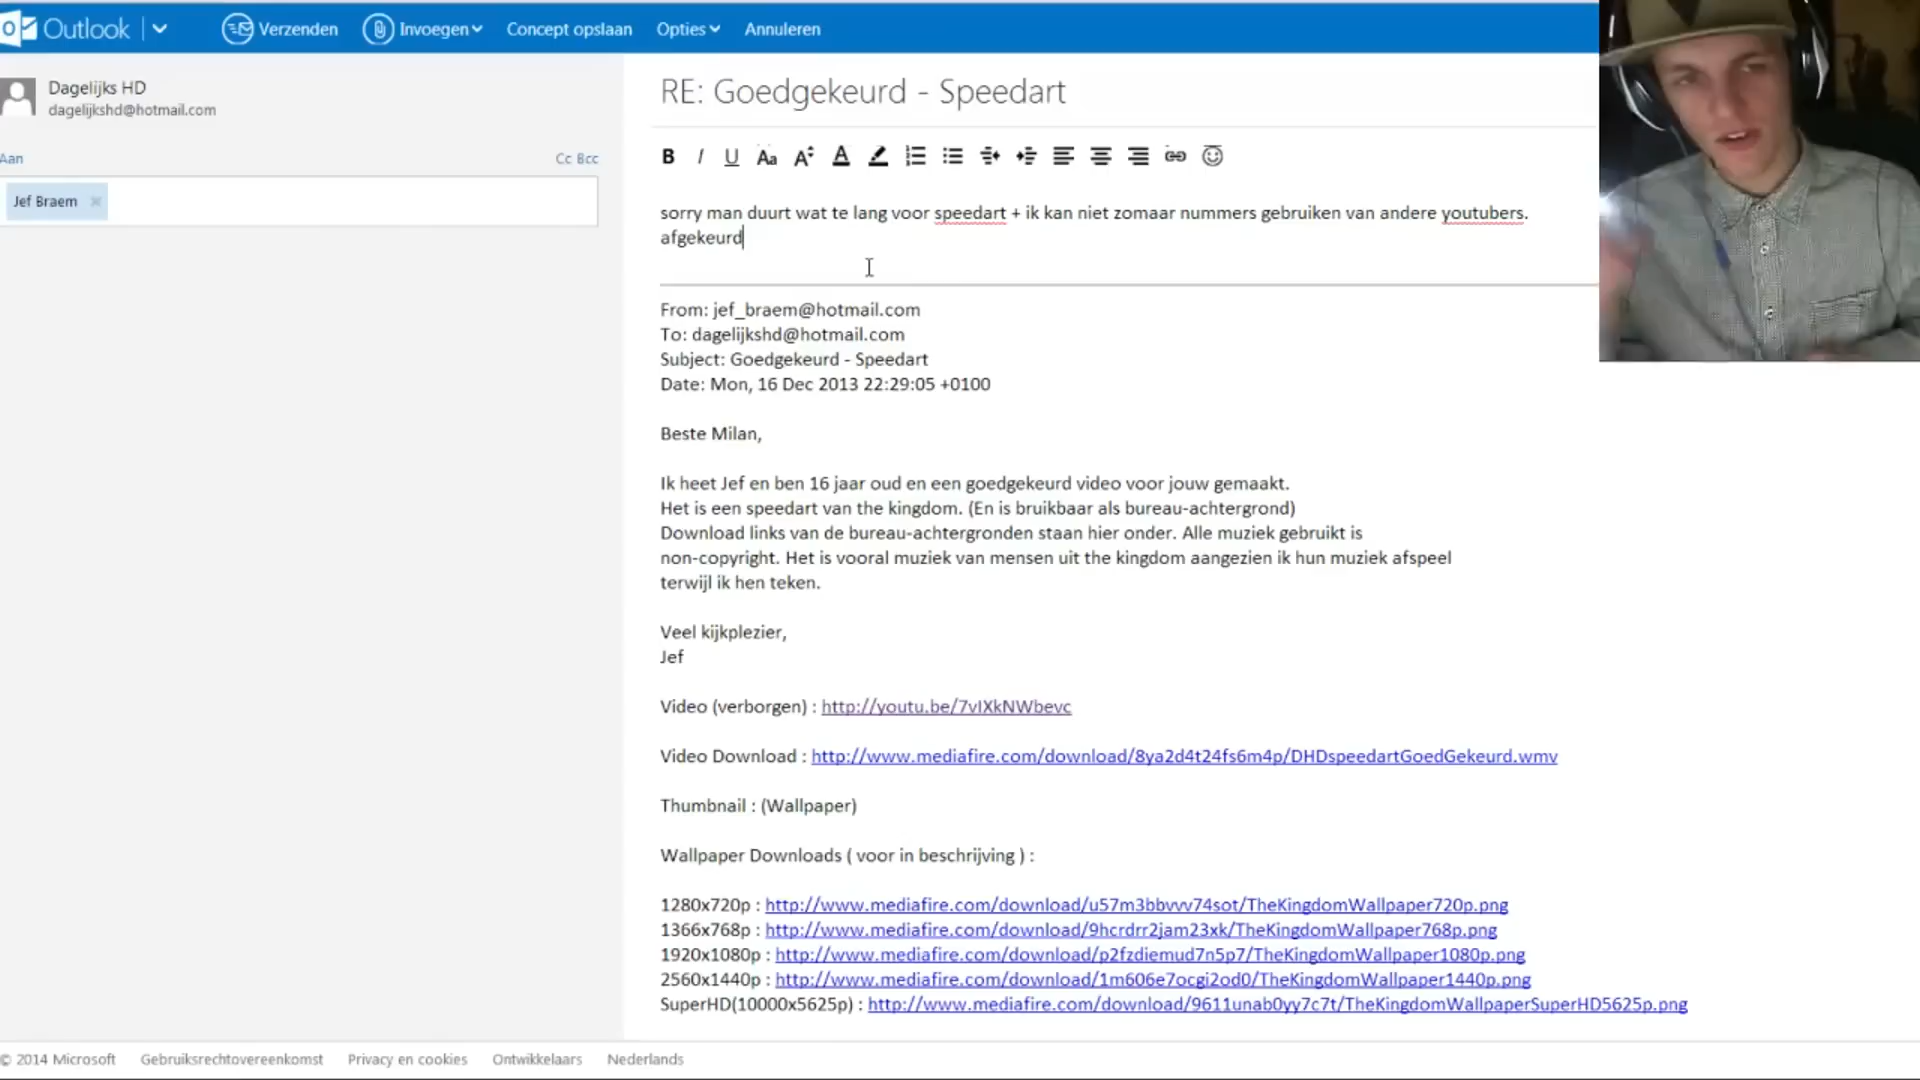 Outlook
Verzenden
Invoegen
Concept opslaan
Opties
Annuleren
Dagelijks HD
dagelijkshd@hotmail.com
Aan
Cc Bcc
Jef Braem
RE: Goedgekeurd - Speedart
B I U Aa A A
sorry man duurt wat te lang voor speedart + ik kan niet zomaar nummers gebruiken van andere youtubers.
afgekeurd
From: jef_braem@hotmail.com
To: dagelijkshd@hotmail.com
Subject: Goedgekeurd - Speedart
Date: Mon, 16 Dec 2013 22:29:05 +0100
Beste Milan,
Ik heet Jef en ben 16 jaar oud en een goedgekeurd video voor jouw gemaakt.
Het is een speedart van the kingdom. (En is bruikbaar als bureau-achtergrond)
Download links van de bureau-achtergronden staan hier onder. Alle muziek gebruikt is
non-copyright. Het is vooral muziek van mensen uit the kingdom aangezien ik hun muziek afspeel
terwijl ik hen teken.
Veel kijkplezier,
Jef
Video (verborgen) : http://youtu.be/7vIXkNWbevc
Video Download : http://www.mediafire.com/download/8ya2d4t24fs6m4p/DHDspeedartGoedGekeurd.wmv
Thumbnail : (Wallpaper)
Wallpaper Downloads ( voor in beschrijving ) :
1280x720p : http://www.mediafire.com/download/u57m3bbvvv74sot/TheKingdomWallpaper720p.png
1366x768p : http://www.mediafire.com/download/9hcrdrr2jam23xk/TheKingdomWallpaper768p.png
1920x1080p : http://www.mediafire.com/download/p2fzdiemud7n5p7/TheKingdomWallpaper1080p.png
2560x1440p : http://www.mediafire.com/download/1m606e7ocgi2od0/TheKingdomWallpaper1440p.png
SuperHD(10000x5625p) : http://www.mediafire.com/download/9611unab0yy7c7t/TheKingdomWallpaperSuperHD5625p.png
© 2014 Microsoft
Gebruiksrechtovereenkomst
Privacy en cookies
Ontwikkelaars
Nederlands